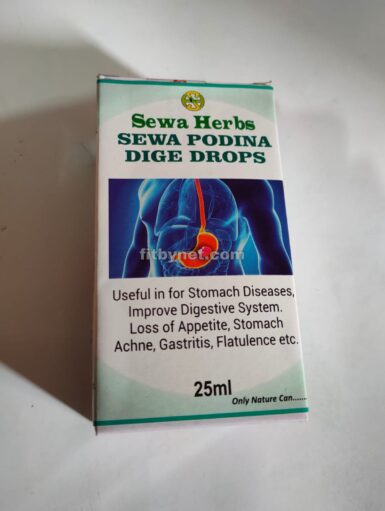 Sewa Herbs
SEWA PODINA
DIGE DROPS
fitbynet.com
Useful in for Stomach Diseases,
Improve Digestive System.
Loss of Appetite, Stomach
Achne, Gastritis, Flatulence etc.
25ml
Only Nature Can......